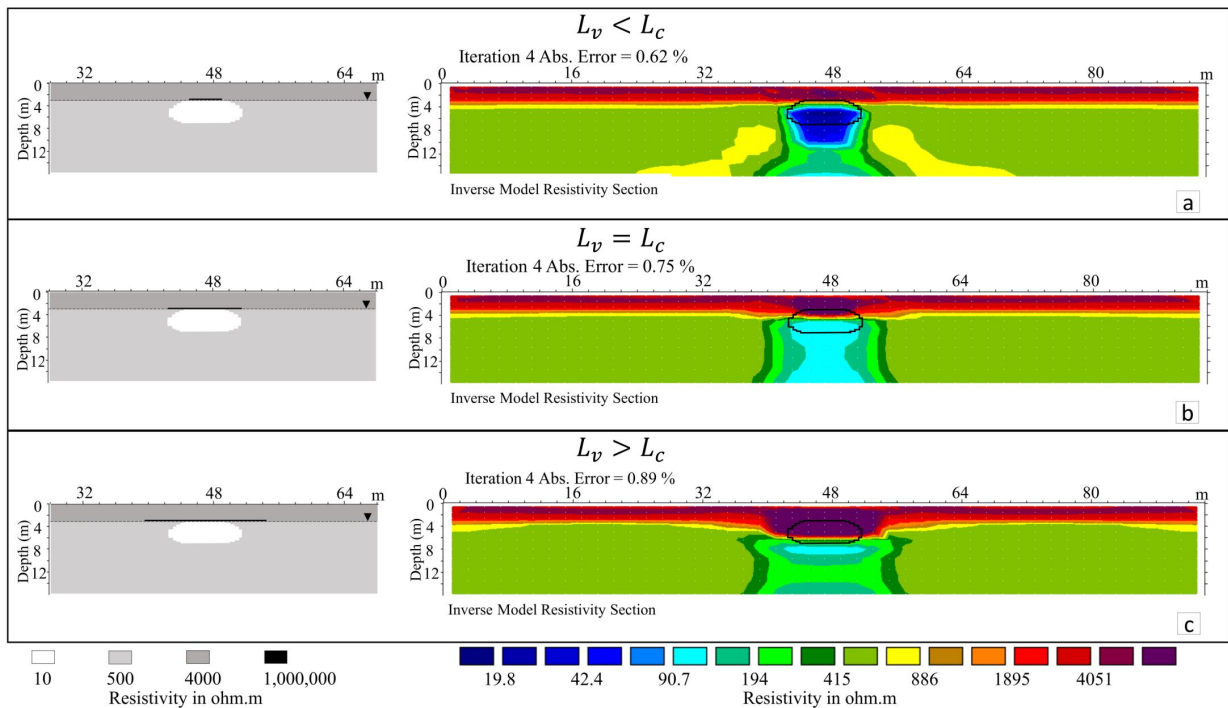 L_v < L_c
Iteration 4 Abs. Error = 0.62 %
32 48 64 m
0 16 32 48 64 80 m
Depth (m)
0
4
8
12
Depth (m)
0
4
8
12
Inverse Model Resistivity Section
a
L_v = L_c
Iteration 4 Abs. Error = 0.75 %
32 48 64 m
0 16 32 48 64 80 m
Depth (m)
0
4
8
12
Depth (m)
0
4
8
12
Inverse Model Resistivity Section
b
L_v > L_c
Iteration 4 Abs. Error = 0.89 %
32 48 64 m
0 16 32 48 64 80 m
Depth (m)
0
4
8
12
Depth (m)
0
4
8
12
Inverse Model Resistivity Section
c
10 500 4000 1,000,000
Resistivity in ohm.m
19.8 42.4 90.7 194 415 886 1895 4051
Resistivity in ohm.m